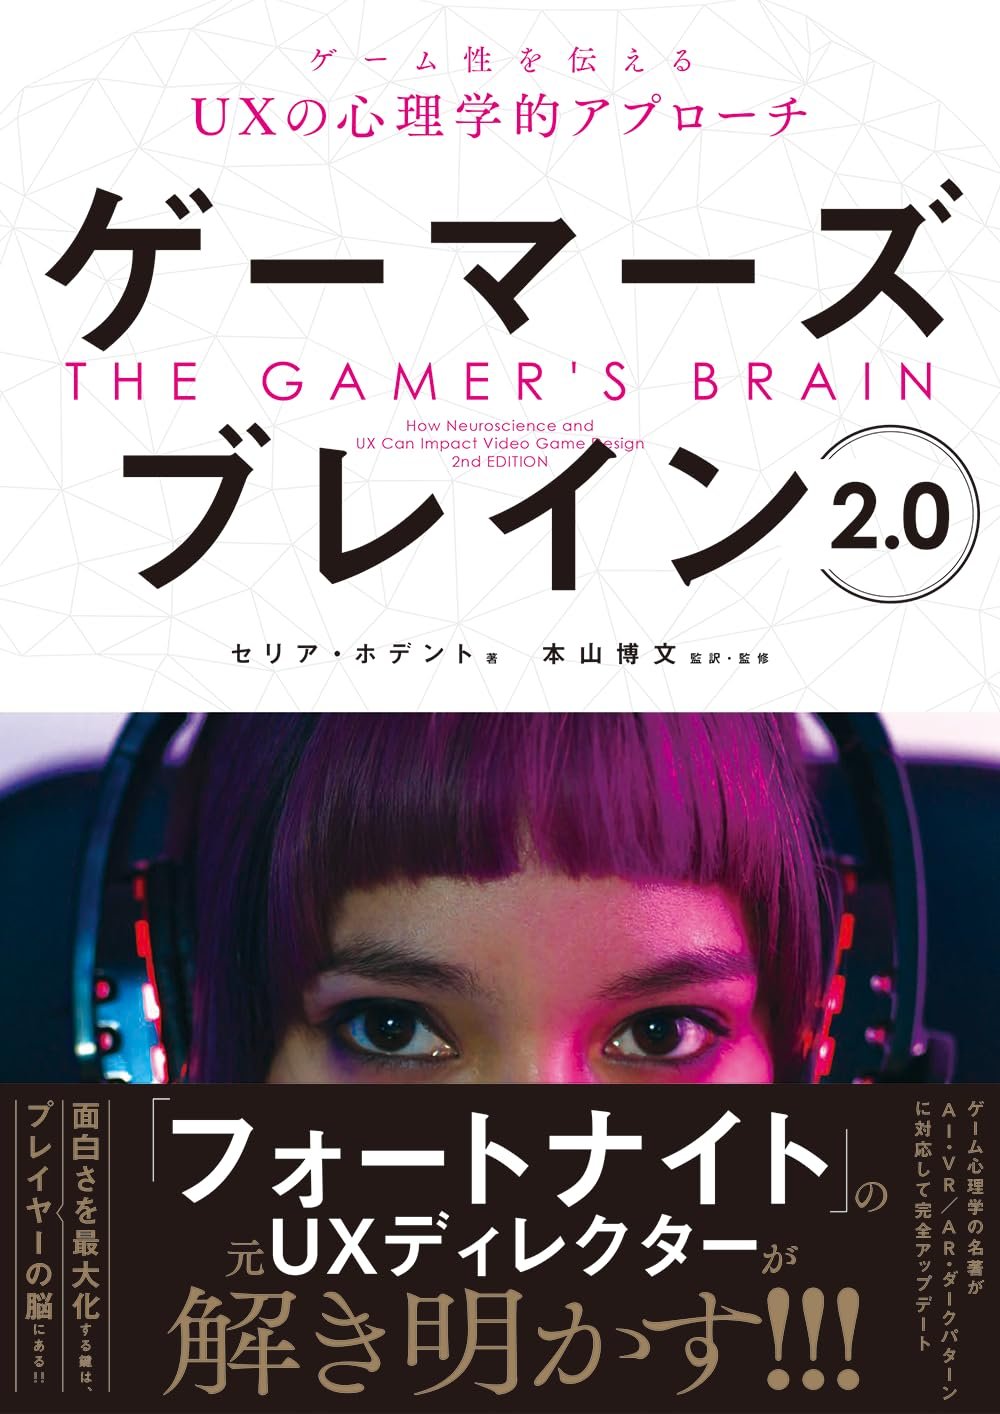 ゲーム性を伝える
UXの心理学的アプローチ
ゲーマーズ
THE GAMER'S BRAIN
How Neuroscience and
UX Can Impact Video Game Design
2nd EDITION
ブレイン2.0
セリア・ホデント 著 本山博文 監訳・監修
ゲーム心理学の名著が
AI・VR／AR・ダークパターン
に対応して完全アップデート
「フォートナイト」の
元UXディレクターが
解き明かす!!!
面白さを最大化する鍵は、
プレイヤーの脳にある!!